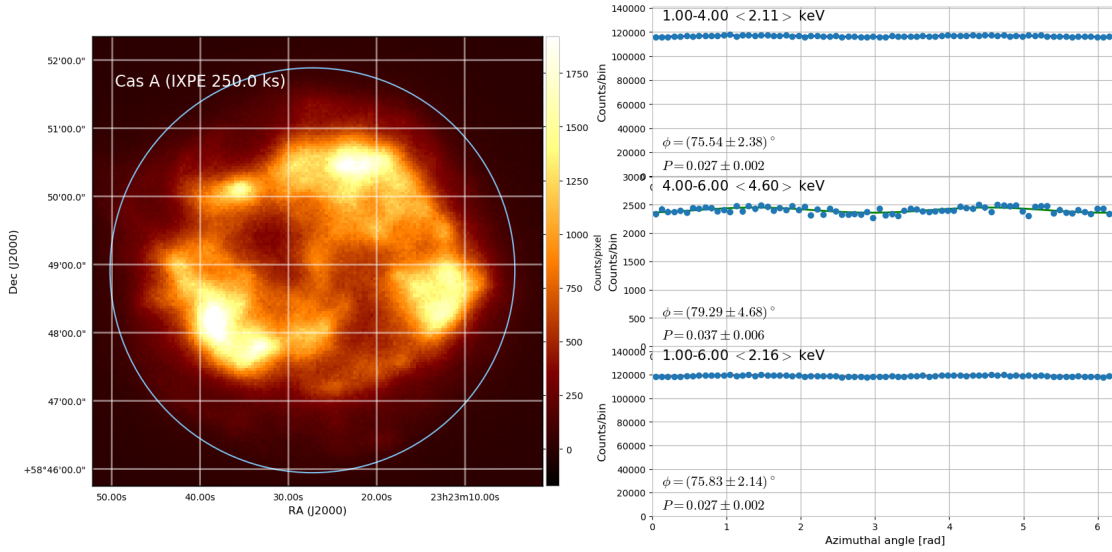 Cas A (IXPE 250.0 ks)
52'00.0"
51'00.0"
50'00.0"
49'00.0"
48'00.0"
47'00.0"
+58°46'00.0"
Dec (J2000)
50.00s 40.00s 30.00s 20.00s 23h23m10.00s
RA (J2000)
1750
1500
1250
1000
750
500
250
0
Counts/pixel
1.00-4.00 <2.11> keV
140000
120000
100000
80000
60000
40000
20000
0
Counts/bin
ϕ = (75.54 ± 2.38)°
P = 0.027 ± 0.002
4.00-6.00 <4.60> keV
3000
2500
2000
1500
1000
500
0
Counts/bin
ϕ = (79.29 ± 4.68)°
P = 0.037 ± 0.006
1.00-6.00 <2.16> keV
140000
120000
100000
80000
60000
40000
20000
0
Counts/bin
ϕ = (75.83 ± 2.14)°
P = 0.027 ± 0.002
0 1 2 3 4 5 6
Azimuthal angle [rad]